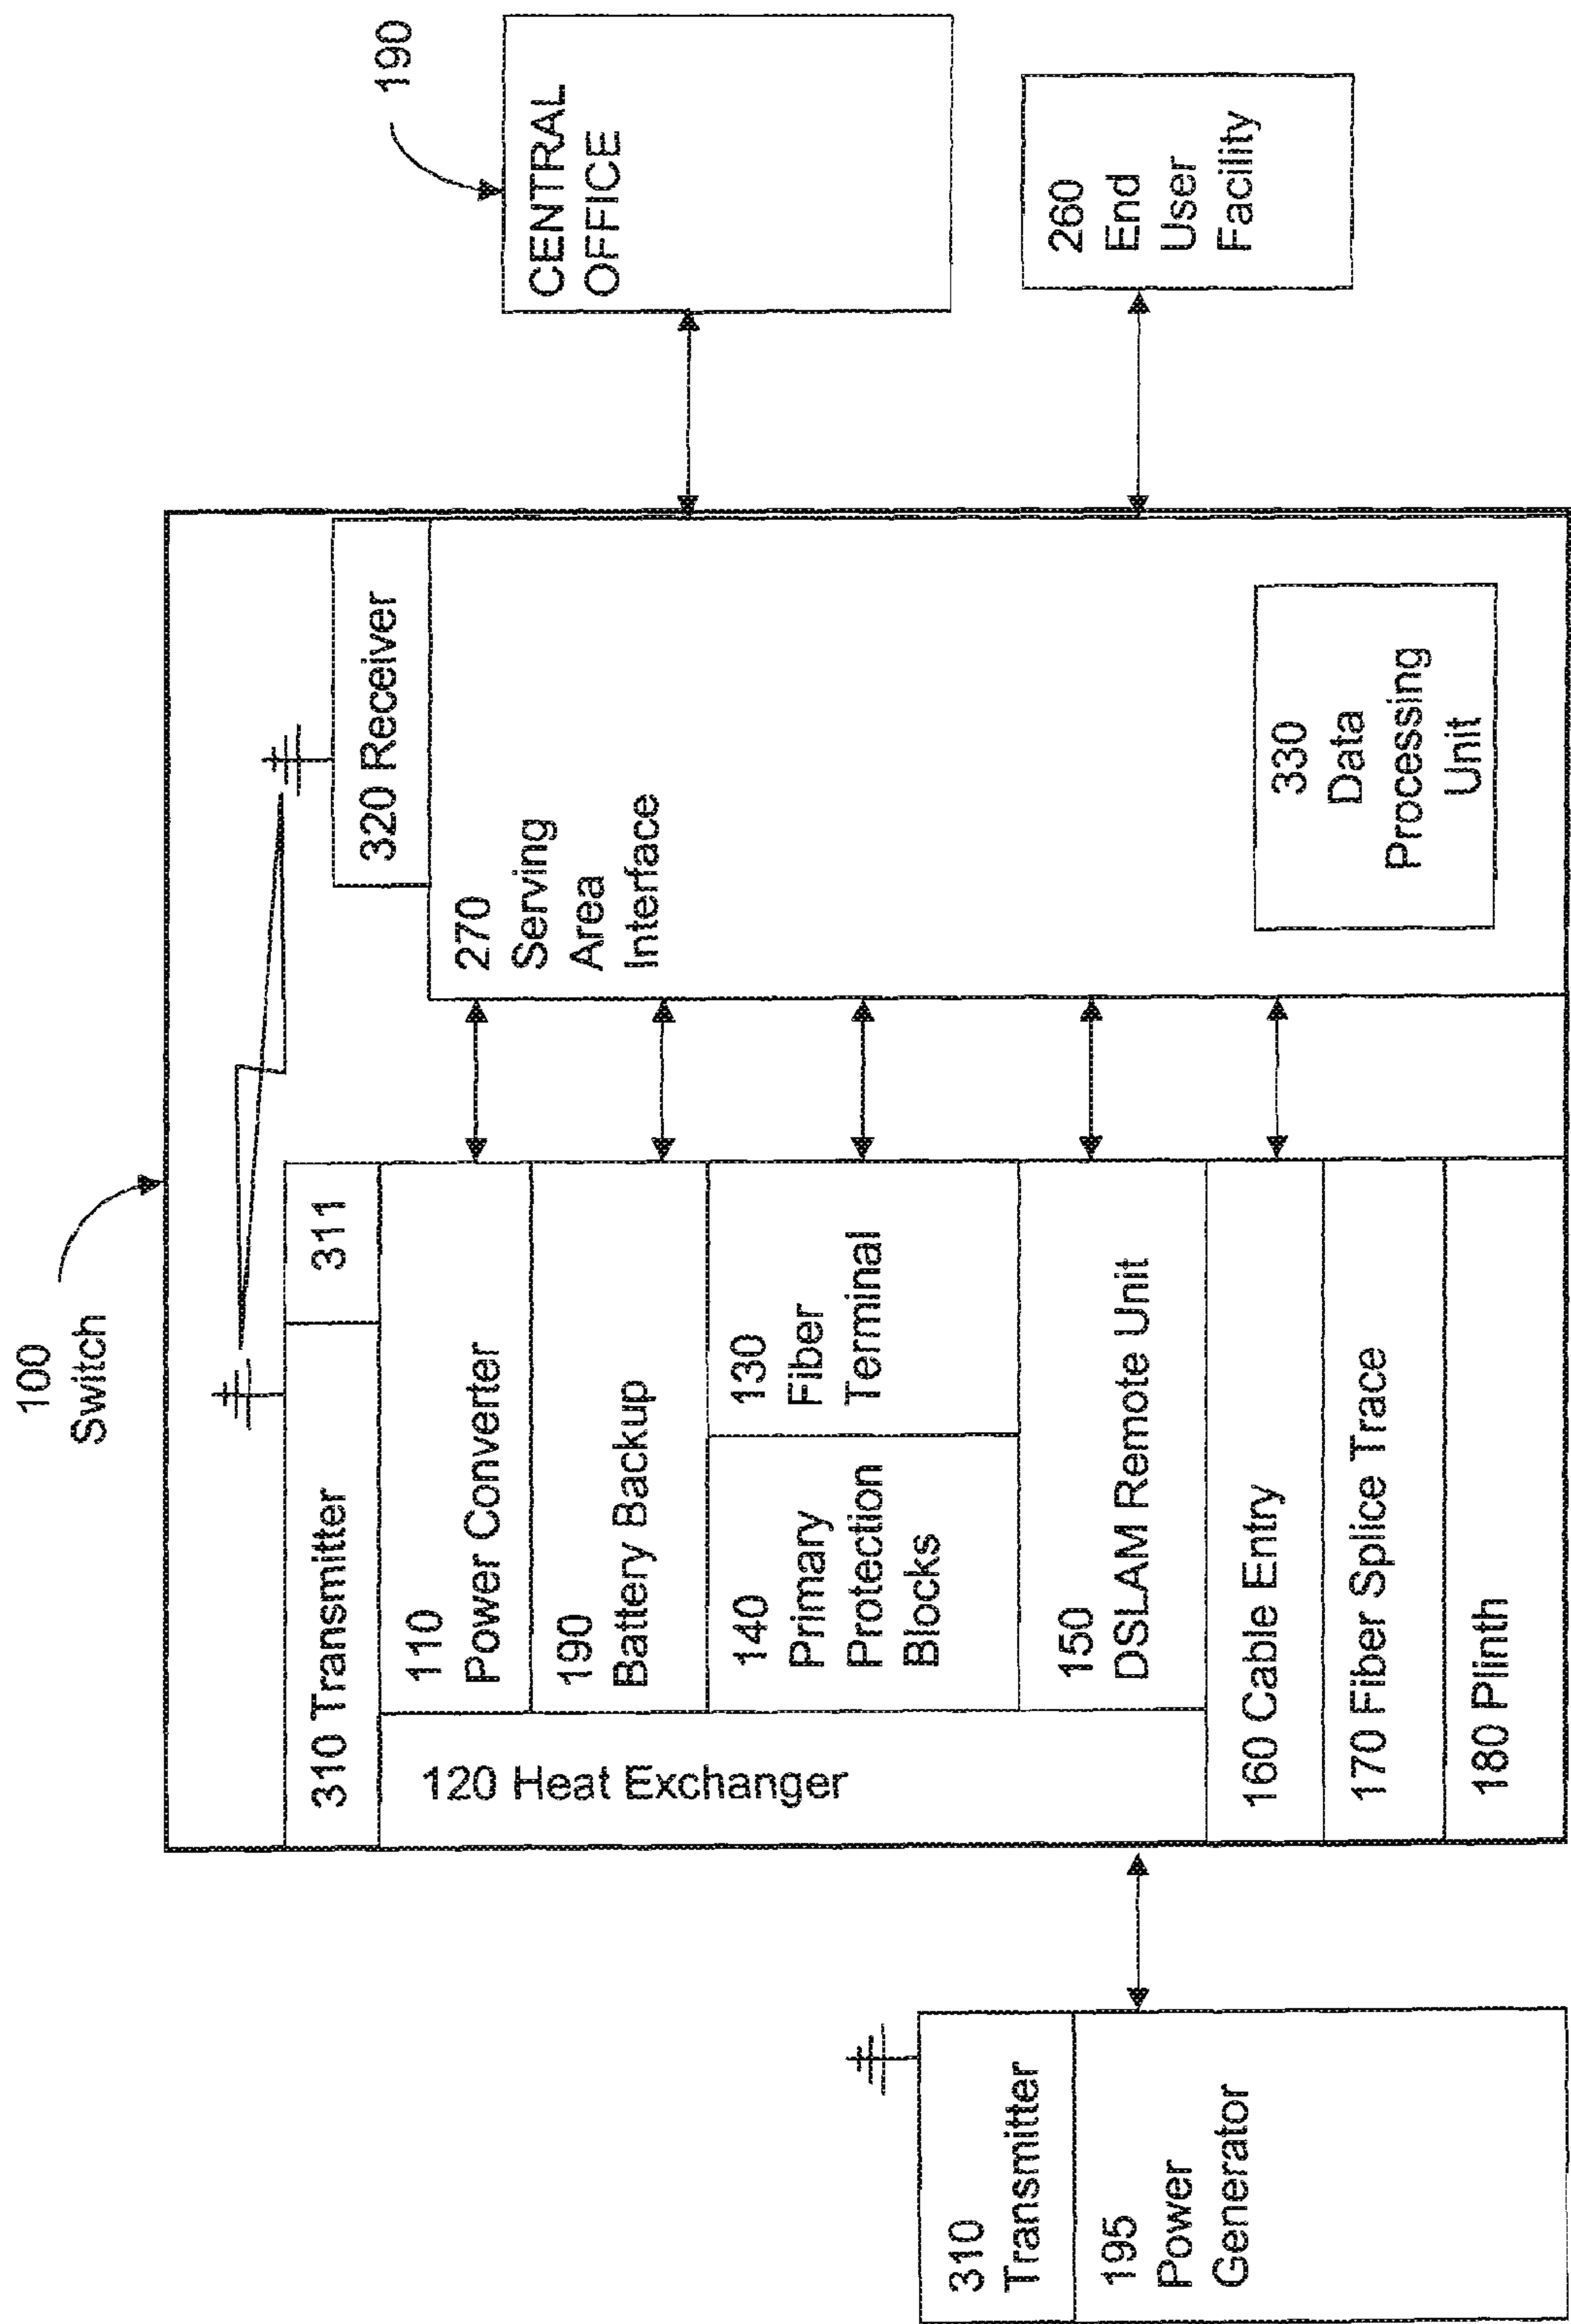 100
Switch
310 Transmitter
311
110
Power Converter
190
Battery Backup
120 Heat Exchanger
140
Primary
Protection
Blocks
130
Fiber
Terminal
150
DSLAM Remote Unit
160 Cable Entry
170 Fiber Splice Trace
180 Plinth
310
Transmitter
195
Power
Generator
320 Receiver
270
Serving
Area
Interface
330
Data
Processing
Unit
190
CENTRAL
OFFICE
260
End
User
Facility